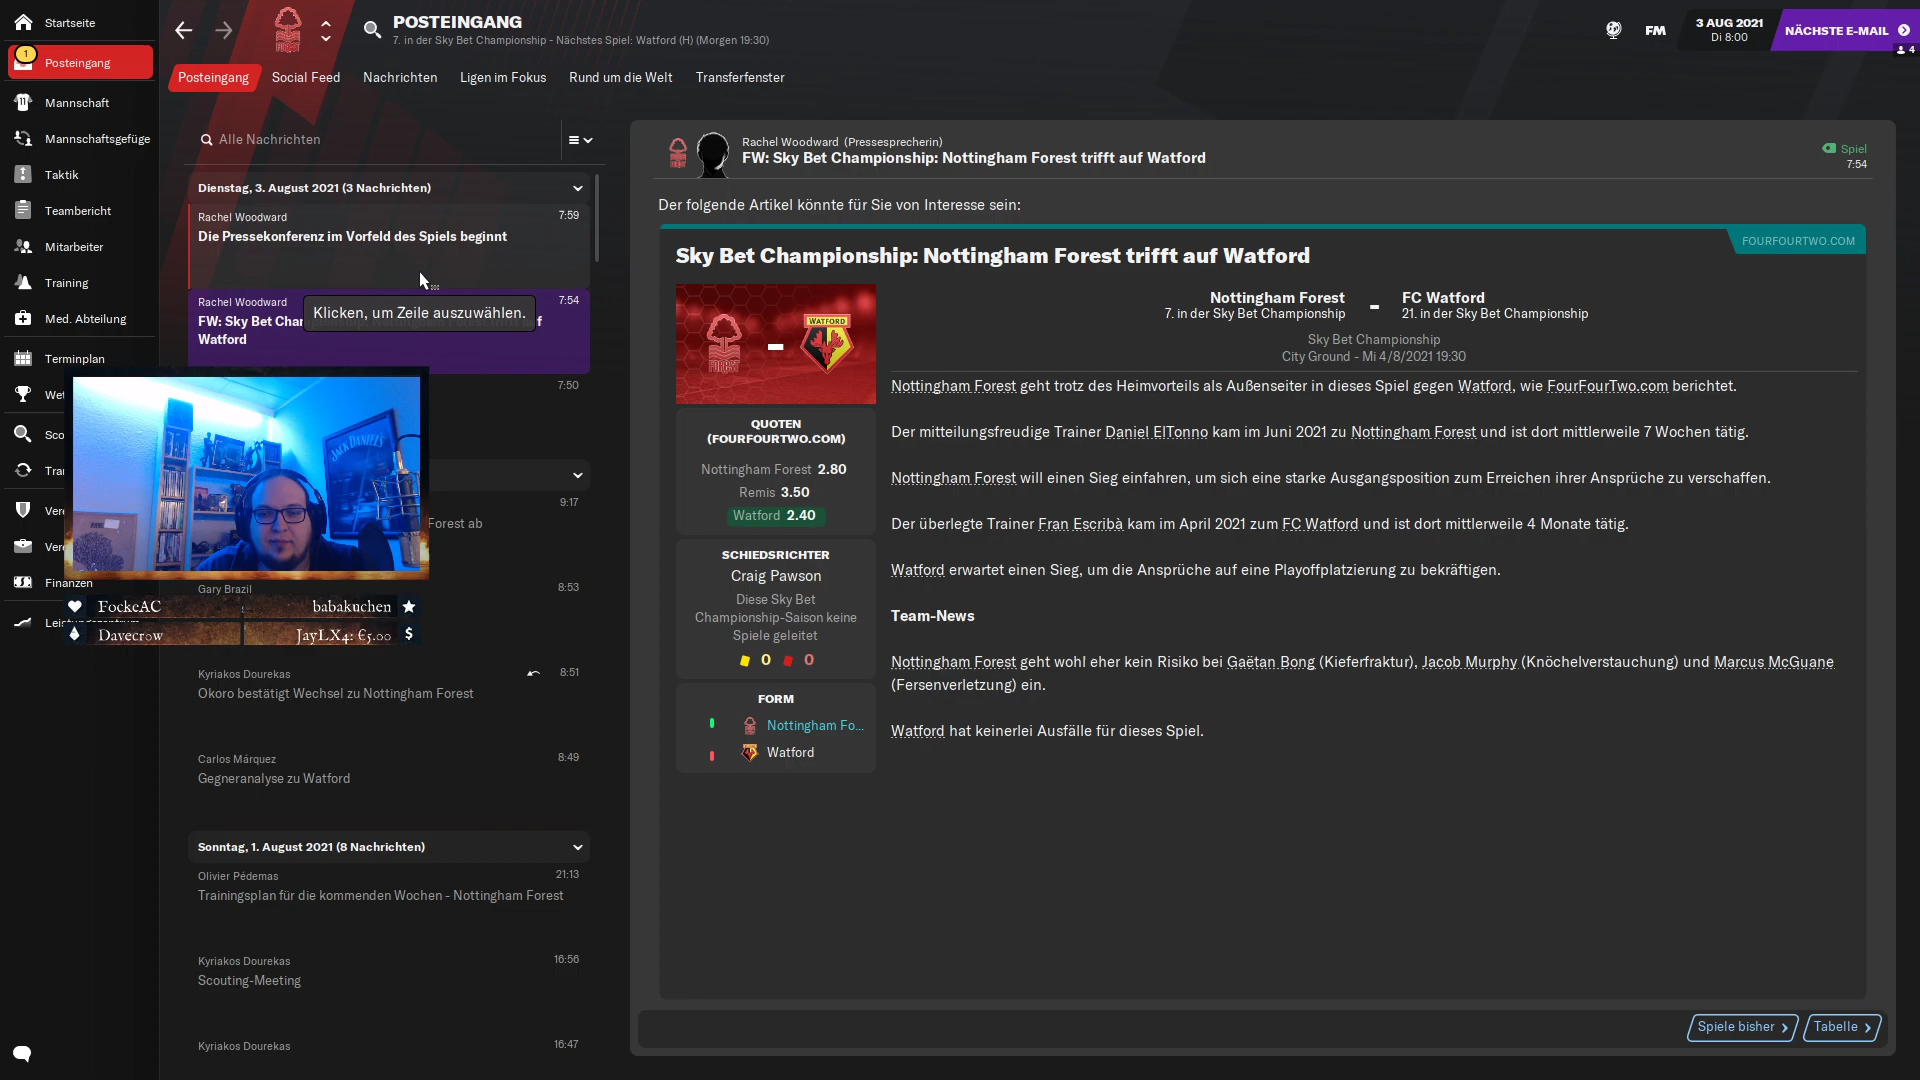 Startseite
1
Posteingang
Mannschaft
Mannschaftsgefüge
Taktik
Teambericht
Mitarbeiter
Training
Med. Abteilung
Terminplan
Finanzen
POSTEINGANG
7. in der Sky Bet Championship - Nächstes Spiel: Watford (H) (Morgen 19:30)
FM
3 AUG 2021
Di 8:00
NÄCHSTE E-MAIL
4
Posteingang
Social Feed
Nachrichten
Ligen im Fokus
Rund um die Welt
Transferfenster
Alle Nachrichten
Dienstag, 3. August 2021 (3 Nachrichten)
Rachel Woodward
7:59
Die Pressekonferenz im Vorfeld des Spiels beginnt
Rachel Woodward
7:54
FW: Sky Bet
Watford
Klicken, um Zeile auszuwählen.
7:50
9:17
Forest ab
JACK DANIEL'S
Gary Brazil
8:53
FockeAC
babakuchen
Davecrow
JayLX4: €5.00
$
Kyriakos Dourekas
8:51
Okoro bestätigt Wechsel zu Nottingham Forest
Carlos Márquez
8:49
Gegneranalyse zu Watford
Sonntag, 1. August 2021 (8 Nachrichten)
Olivier Pédemas
21:13
Trainingsplan für die kommenden Wochen - Nottingham Forest
Kyriakos Dourekas
16:56
Scouting-Meeting
Kyriakos Dourekas
16:47
Rachel Woodward (Pressesprecherin)
FW: Sky Bet Championship: Nottingham Forest trifft auf Watford
Spiel
7:54
Der folgende Artikel könnte für Sie von Interesse sein:
FOURFOURTWO.COM
Sky Bet Championship: Nottingham Forest trifft auf Watford
FOREST
WATFORD
Nottingham Forest
7. in der Sky Bet Championship
-
FC Watford
21. in der Sky Bet Championship
Sky Bet Championship
City Ground - Mi 4/8/2021 19:30
QUOTEN
(FOURFOURTWO.COM)
Nottingham Forest 2.80
Remis 3.50
Watford 2.40
SCHIEDSRICHTER
Craig Pawson
Diese Sky Bet
Championship-Saison keine
Spiele geleitet
0 0
FORM
Nottingham Fo...
Watford
Nottingham Forest geht trotz des Heimvorteils als Außenseiter in dieses Spiel gegen Watford, wie FourFourTwo.com berichtet.
Der mitteilungsfreudige Trainer Daniel ElTonno kam im Juni 2021 zu Nottingham Forest und ist dort mittlerweile 7 Wochen tätig.
Nottingham Forest will einen Sieg einfahren, um sich eine starke Ausgangsposition zum Erreichen ihrer Ansprüche zu verschaffen.
Der überlegte Trainer Fran Escribà kam im April 2021 zum FC Watford und ist dort mittlerweile 4 Monate tätig.
Watford erwartet einen Sieg, um die Ansprüche auf eine Playoffplatzierung zu bekräftigen.
Team-News
Nottingham Forest geht wohl eher kein Risiko bei Gaëtan Bong (Kieferfraktur), Jacob Murphy (Knöchelverstauchung) und Marcus McGuane
(Fersenverletzung) ein.
Watford hat keinerlei Ausfälle für dieses Spiel.
Spiele bisher
Tabelle